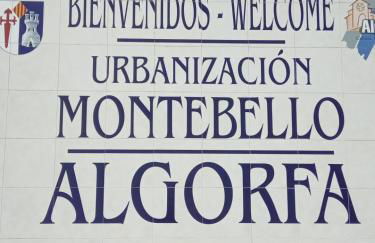 BIENVENIDOS - WELCOME
URBANIZACIÓN
MONTEBELLO
ALGORFA